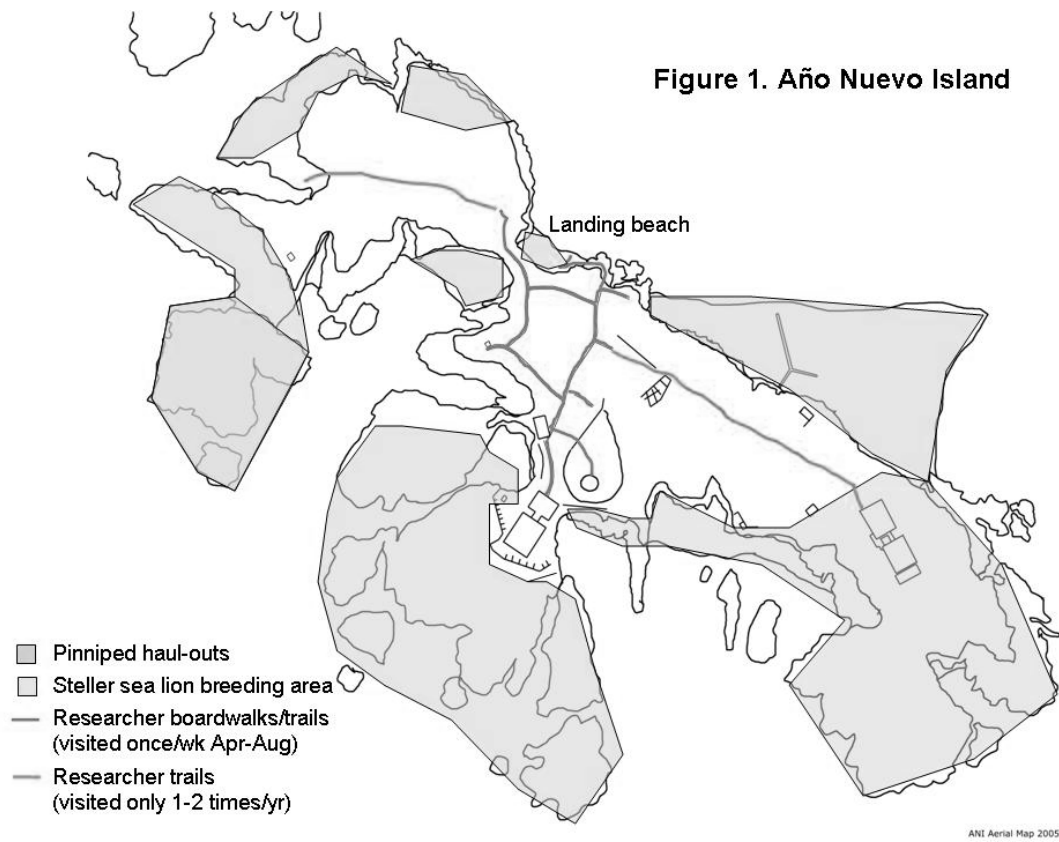 Figure 1. Año Nuevo Island
Landing beach
Pinniped haul-outs
Steller sea lion breeding area
Researcher boardwalks/trails
(visited once/wk Apr-Aug)
Researcher trails
(visited only 1-2 times/yr)
ANI Aerial Map 2005